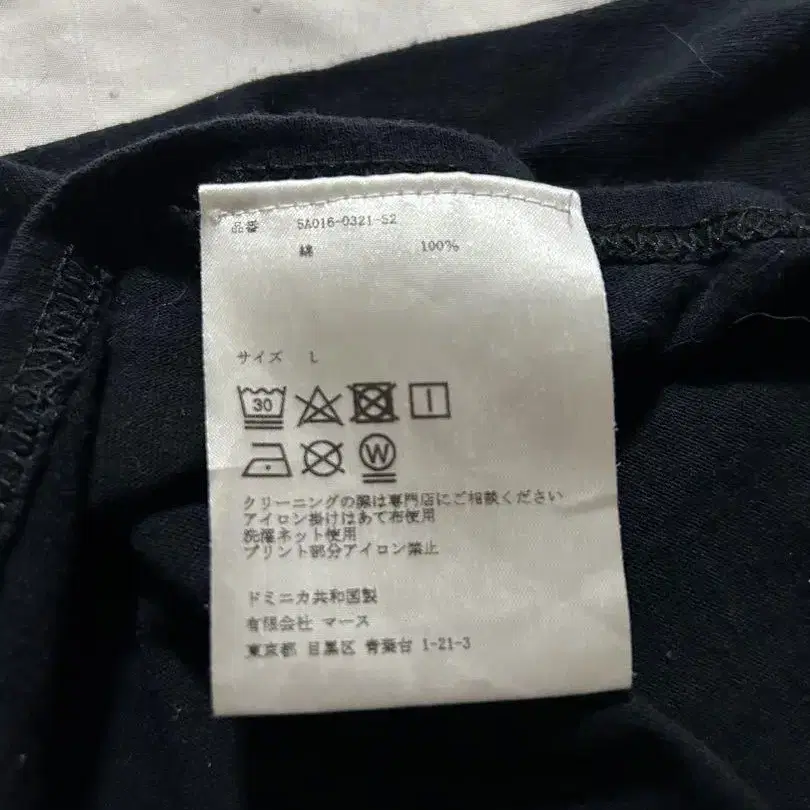 品番 5A016-0321-S2
綿 100%
サイズ L
30
W
クリーニングの際は専門店にご相談ください
アイロン掛けはあて布使用
洗濯ネット使用
プリント部分アイロン禁止
ドミニカ共和国製
有限会社 マース
東京都 目黒区 青葉台 1-21-3